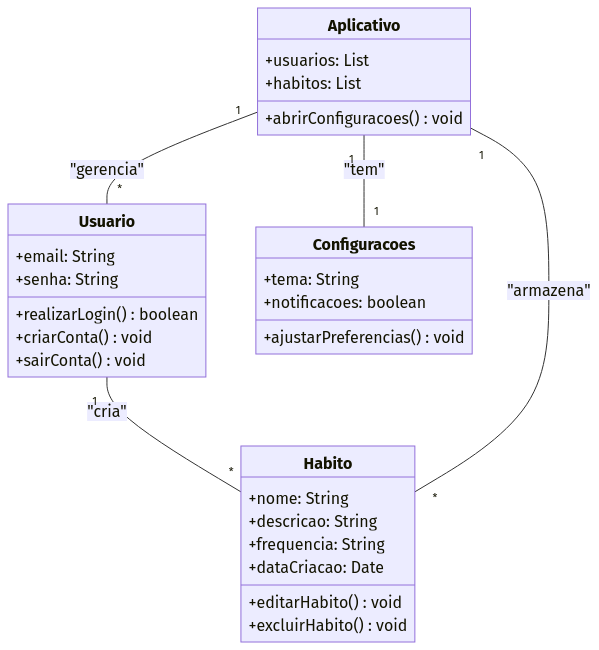 Aplicativo
+usuarios: List
+habitos: List
+abrirConfiguracoes() : void
1
"gerencia"
*
1
"tem"
1
1
"armazena"
*
Usuario
+email: String
+senha: String
+realizarLogin() : boolean
+criarConta() : void
+sairConta() : void
Configuracoes
+tema: String
+notificacoes: boolean
+ajustarPreferencias() : void
1
"cria"
*
Habito
+nome: String
+descricao: String
+frequencia: String
+dataCriacao: Date
+editarHabito() : void
+excluirHabito() : void